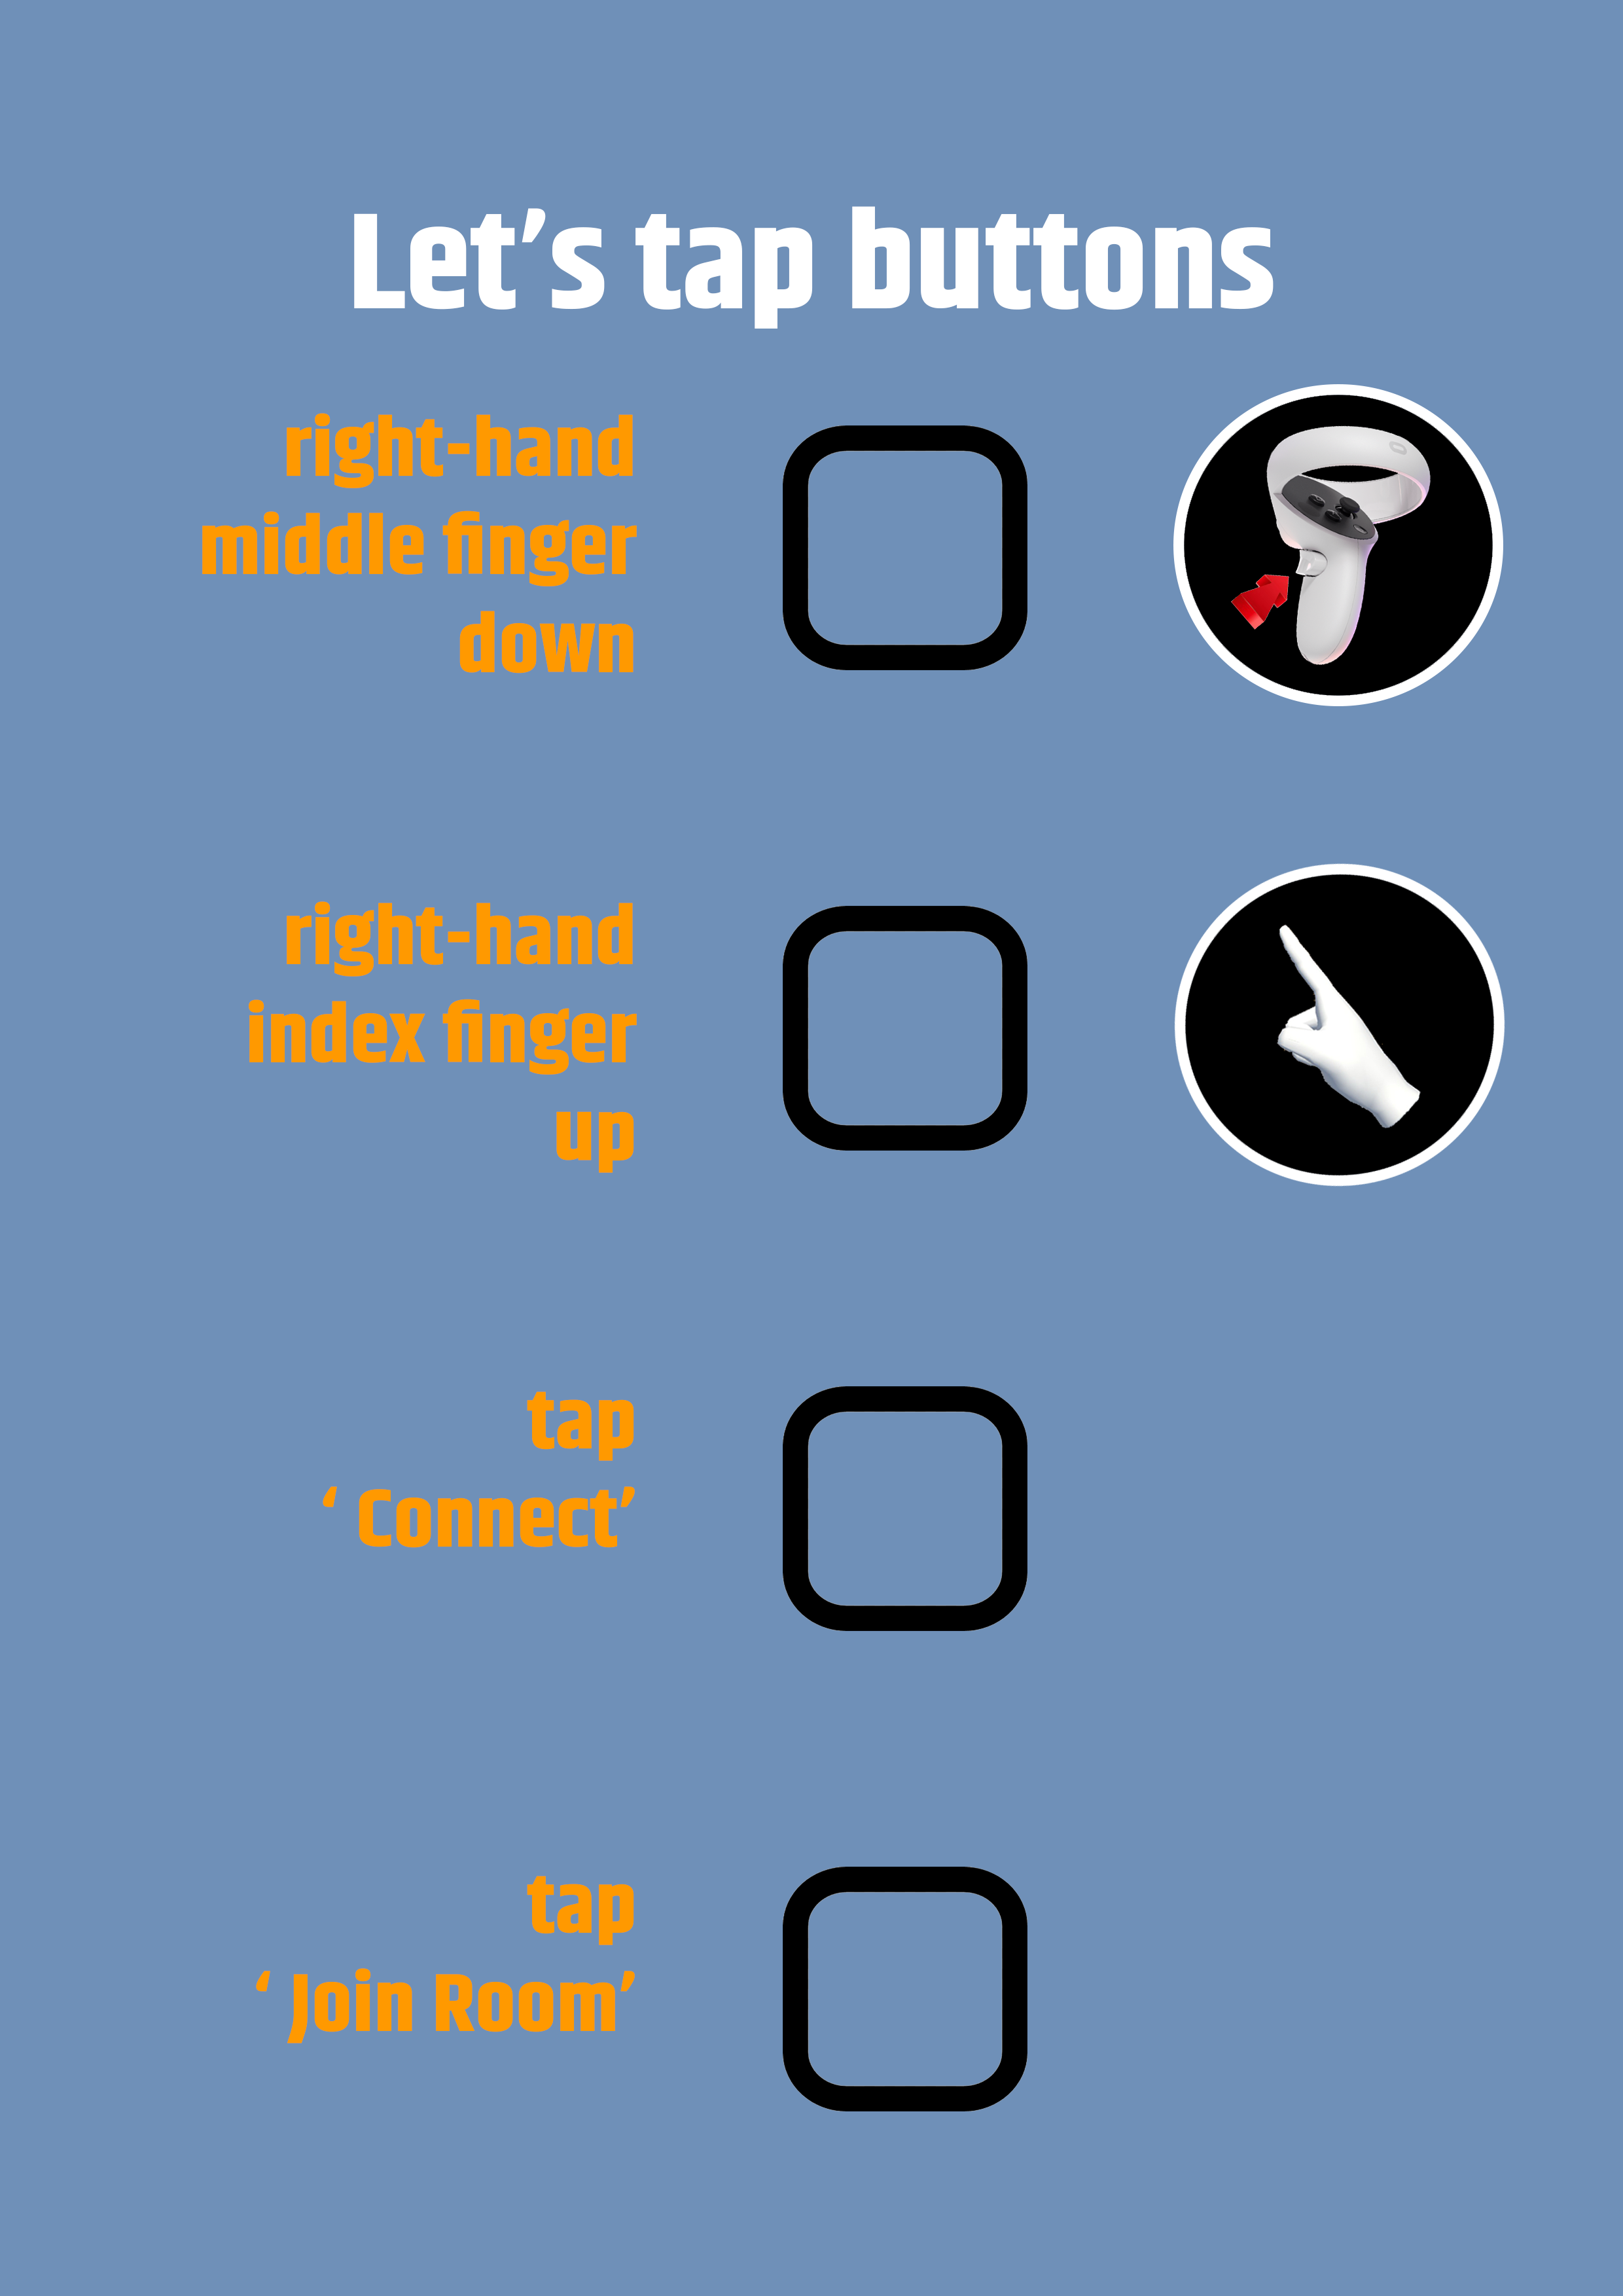 Let’s tap buttons
right-hand
middle finger
down
right-hand
index finger
up
tap
‘ Connect’
tap
‘ Join Room’